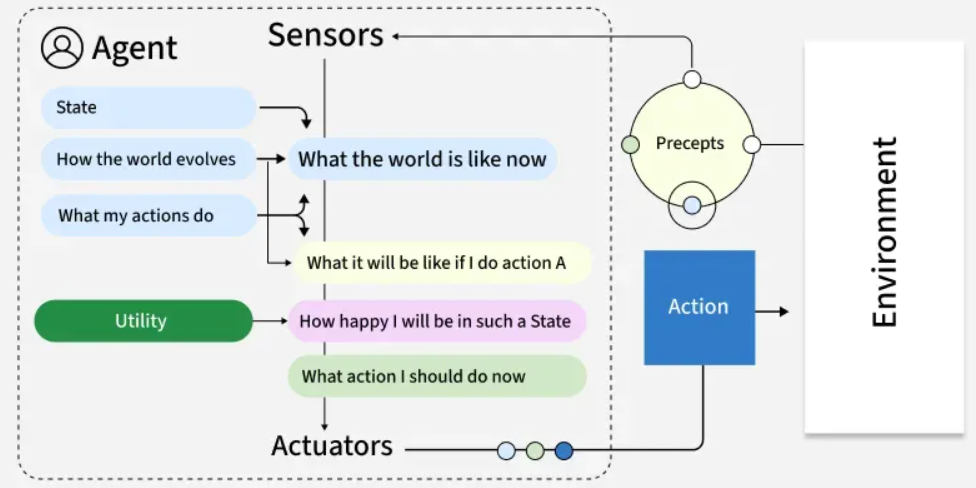 Agent
Sensors
State
How the world evolves
What my actions do
Utility
What the world is like now
What it will be like if I do action A
How happy I will be in such a State
What action I should do now
Actuators
Precepts
Action
Environment